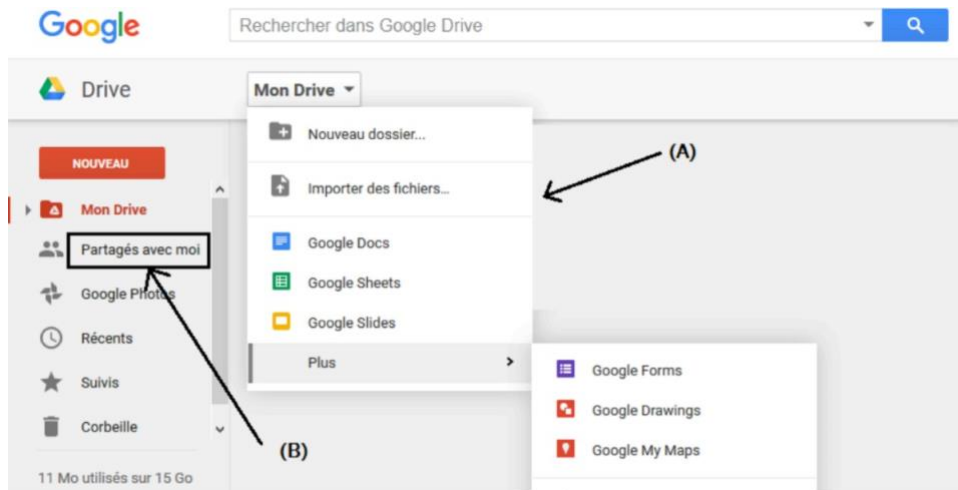 Google
Rechercher dans Google Drive
Drive
Mon Drive
Nouveau dossier...
Importer des fichiers...
Google Docs
Google Sheets
Google Slides
Plus
Google Forms
Google Drawings
Google My Maps
NOUVEAU
Mon Drive
Partagés avec moi
Google Photos
Récents
Suivis
Corbeille
11 Mo utilisés sur 15 Go
(A)
(B)